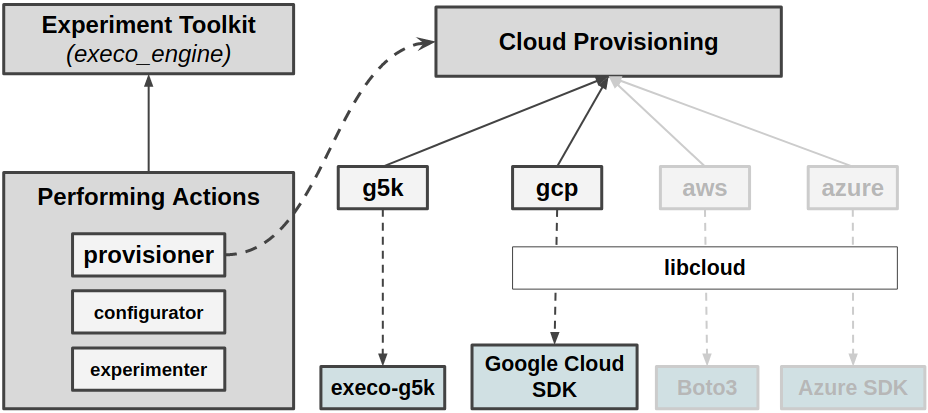 Experiment Toolkit
(execo_engine)
Cloud Provisioning
Performing Actions
provisioner
configurator
experimenter
g5k
gcp
aws
azure
libcloud
execo-g5k
Google Cloud
SDK
Boto3
Azure SDK